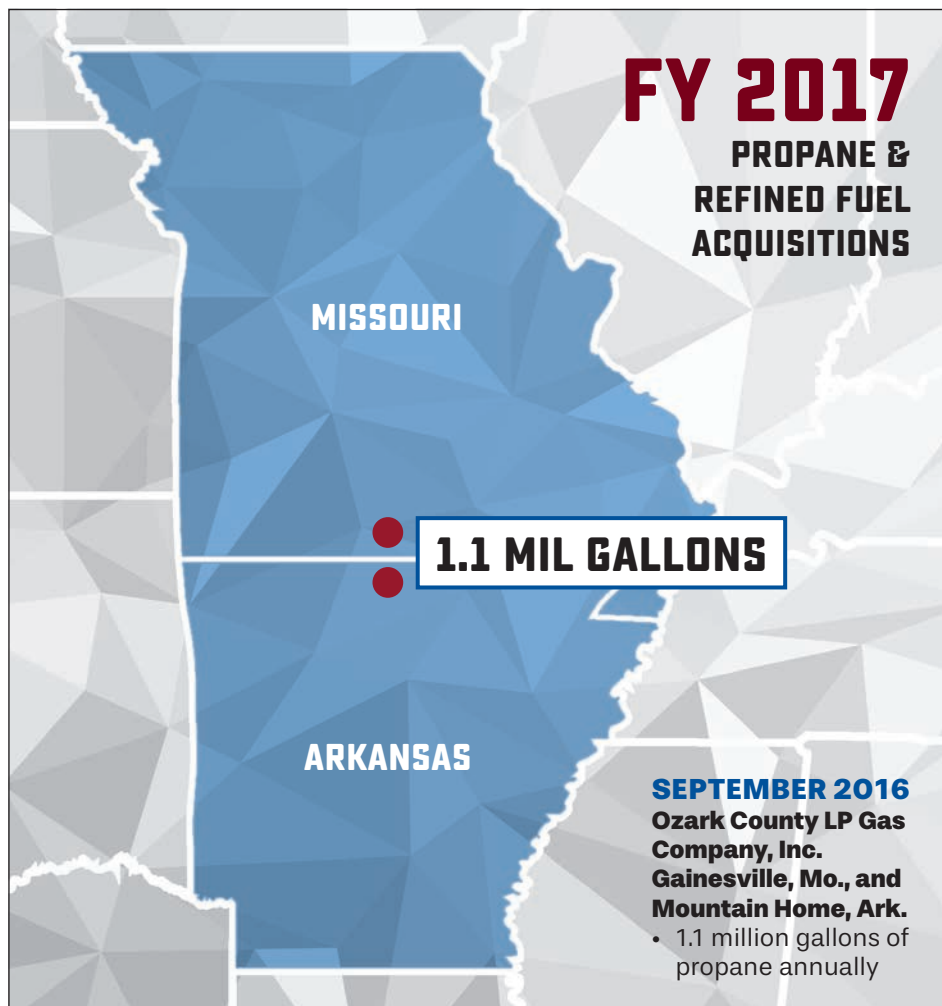 FY 2017
PROPANE &
REFINED FUEL
ACQUISITIONS
MISSOURI
1.1 MIL GALLONS
ARKANSAS
SEPTEMBER 2016
Ozark County LP Gas
Company, Inc.
Gainesville, Mo., and
Mountain Home, Ark.
• 1.1 million gallons of
propane annually